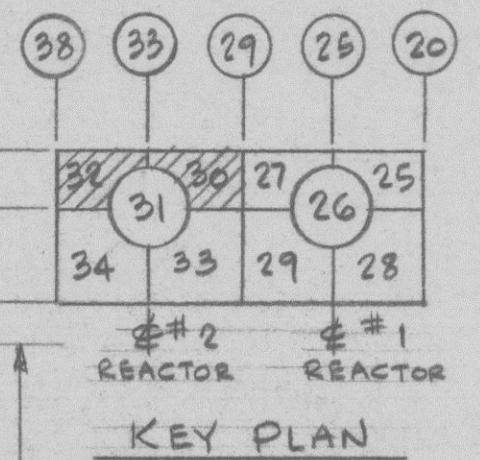 38 33 29 25 20
32 30 27 25
31 26
34 33 29 28
℄ #2 ℄ #1
REACTOR REACTOR
KEY PLAN